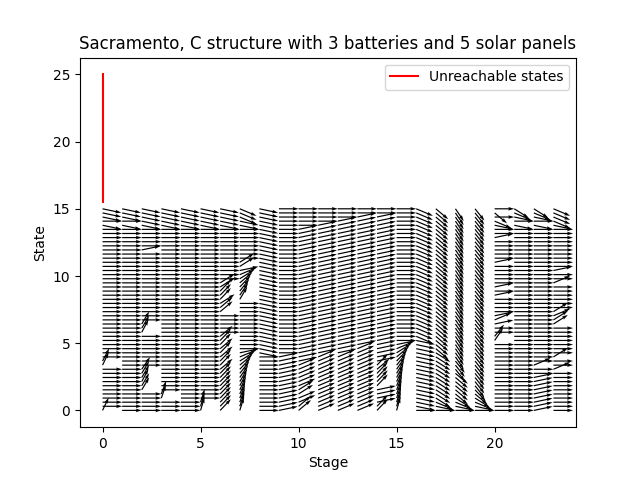 Sacramento, C structure with 3 batteries and 5 solar panels
Unreachable states
25
20
15
10
5
0
State
0 5 10 15 20
Stage